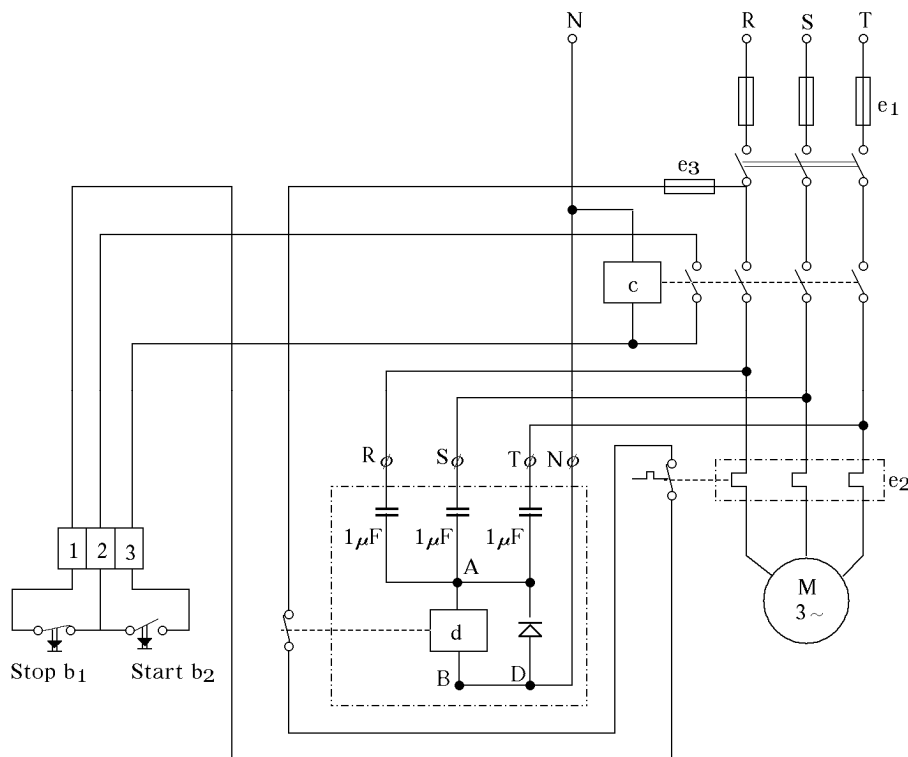 N R S T
e1
e3
c
R S T N
e2
1μF 1μF 1μF
1 2 3
A
M
3~
d
Stop b1 Start b2
B D